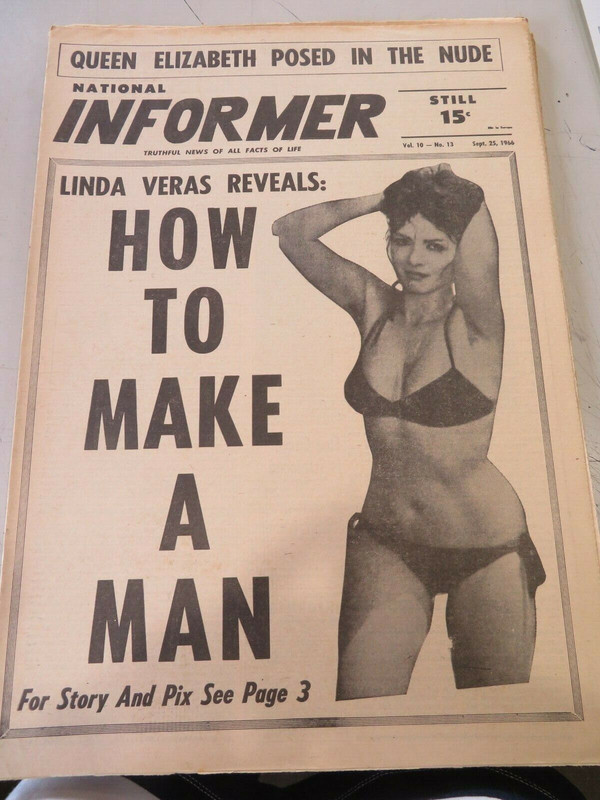 QUEEN ELIZABETH POSED IN THE NUDE
NATIONAL
INFORMER
TRUTHFUL NEWS OF ALL FACTS OF LIFE
STILL
15¢
Vol. 10 — No. 13 Sept. 25, 1966
LINDA VERAS REVEALS:
HOW
TO
MAKE
A
MAN
For Story And Pix See Page 3